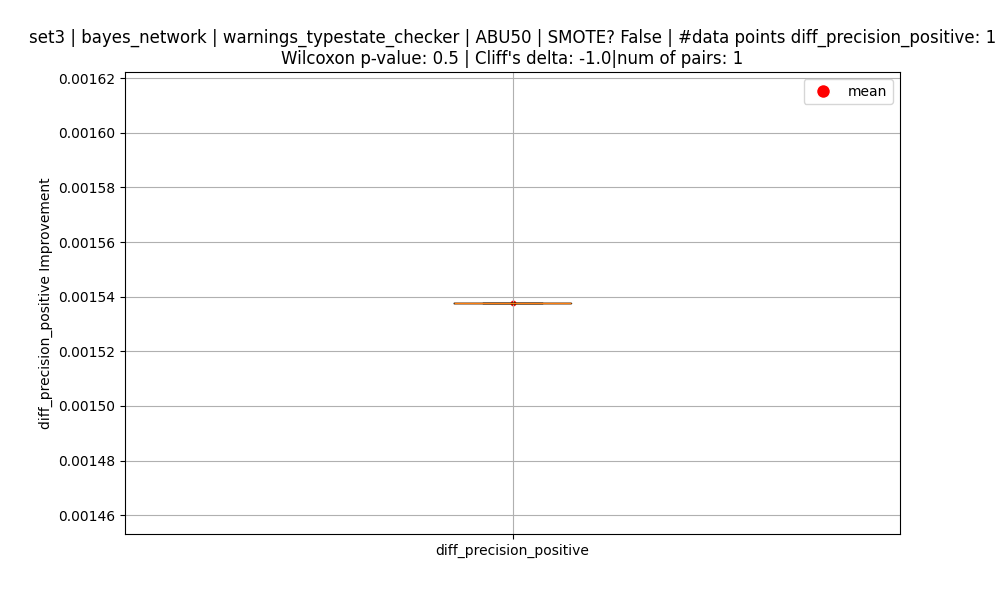 set3 | bayes_network | warnings_typestate_checker | ABU50 | SMOTE? False | #data points diff_precision_positive: 1
Wilcoxon p-value: 0.5 | Cliff's delta: -1.0|num of pairs: 1
mean
diff_precision_positive Improvement
0.00162
0.00160
0.00158
0.00156
0.00154
0.00152
0.00150
0.00148
0.00146
diff_precision_positive